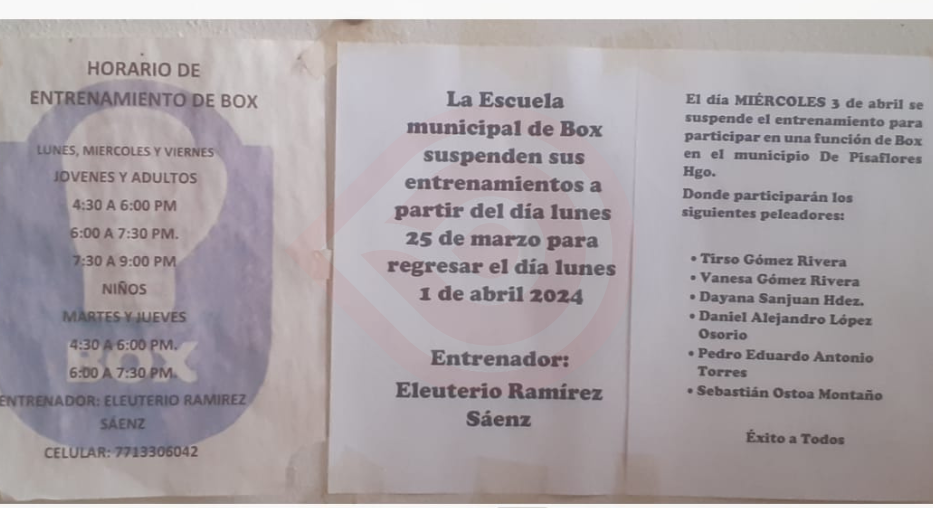 HORARIO DE
ENTRENAMIENTO DE BOX
LUNES, MIERCOLES Y VIERNES
JOVENES Y ADULTOS
4:30 A 6:00 PM
6:00 A 7:30 PM.
7:30 A 9:00 PM
NIÑOS
MARTES Y JUEVES
4:30 A 6:00 PM.
6:00 A 7:30 PM.
BOX
ENTRENADOR: ELEUTERIO RAMIREZ
SÁENZ
CELULAR: 7713306042
La Escuela
municipal de Box
suspenden sus
entrenamientos a
partir del día lunes
25 de marzo para
regresar el día lunes
1 de abril 2024
Entrenador:
Eleuterio Ramírez
Sáenz
El día MIÉRCOLES 3 de abril se
suspende el entrenamiento para
participar en una función de Box
en el municipio De Pisaflores
Hgo.
Donde participarán los
siguientes peleadores:
• Tirso Gómez Rivera
• Vanesa Gómez Rivera
• Dayana Sanjuan Hdez.
• Daniel Alejandro López
Osorio
• Pedro Eduardo Antonio
Torres
• Sebastián Ostoa Montaño
Éxito a Todos